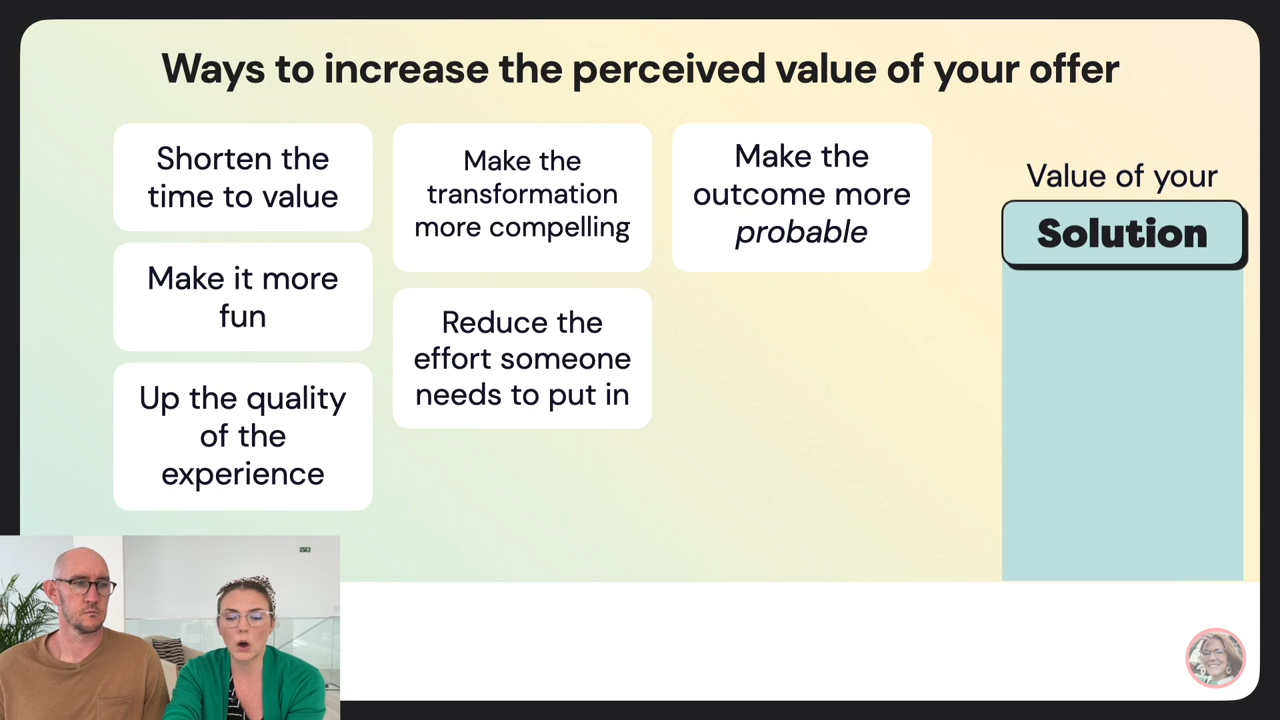 Ways to increase the perceived value of your offer
Shorten the
time to value
Make it more
fun
Up the quality
of the
experience
Make the
transformation
more compelling
Reduce the
effort someone
needs to put in
Make the
outcome more
probable
Value of your
Solution